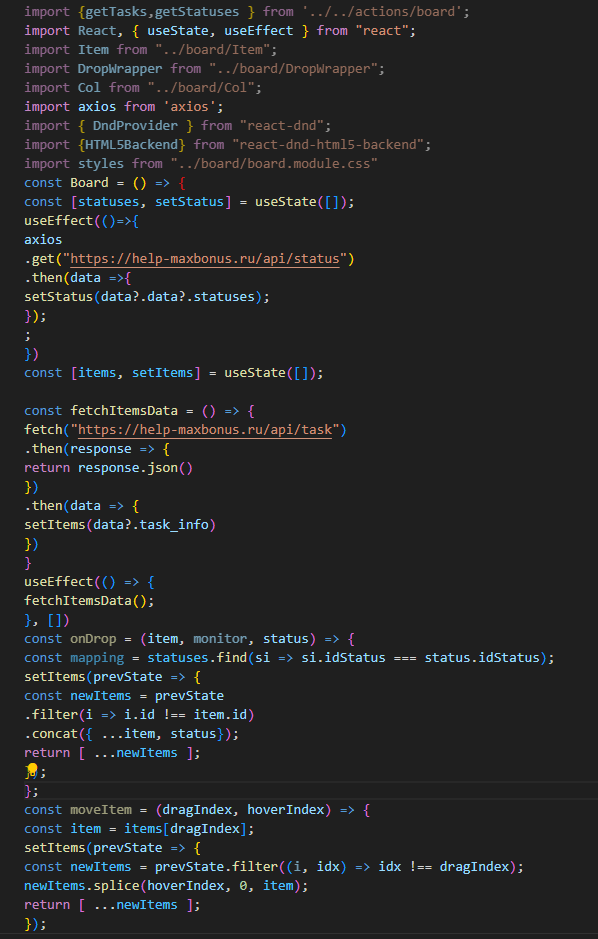 import {getTasks,getStatuses } from '../../actions/board';
import React, { useState, useEffect } from "react";
import Item from "../board/Item";
import DropWrapper from "../board/DropWrapper";
import Col from "../board/Col";
import axios from 'axios';
import { DndProvider } from "react-dnd";
import {HTML5Backend} from "react-dnd-html5-backend";
import styles from "../board/board.module.css"
const Board = () => {
const [statuses, setStatus] = useState([]);
useEffect(()=>{
axios
.get("https://help-maxbonus.ru/api/status")
.then(data =>{
setStatus(data?.data?.statuses);
});
;
})
const [items, setItems] = useState([]);
const fetchItemsData = () => {
fetch("https://help-maxbonus.ru/api/task")
.then(response => {
return response.json()
})
.then(data => {
setItems(data?.task_info)
})
}
useEffect(() => {
fetchItemsData();
}, [])
const onDrop = (item, monitor, status) => {
const mapping = statuses.find(si => si.idStatus === status.idStatus);
setItems(prevState => {
const newItems = prevState
.filter(i => i.id !== item.id)
.concat({ ...item, status});
return [ ...newItems ];
});
};
const moveItem = (dragIndex, hoverIndex) => {
const item = items[dragIndex];
setItems(prevState => {
const newItems = prevState.filter((i, idx) => idx !== dragIndex);
newItems.splice(hoverIndex, 0, item);
return [ ...newItems ];
});